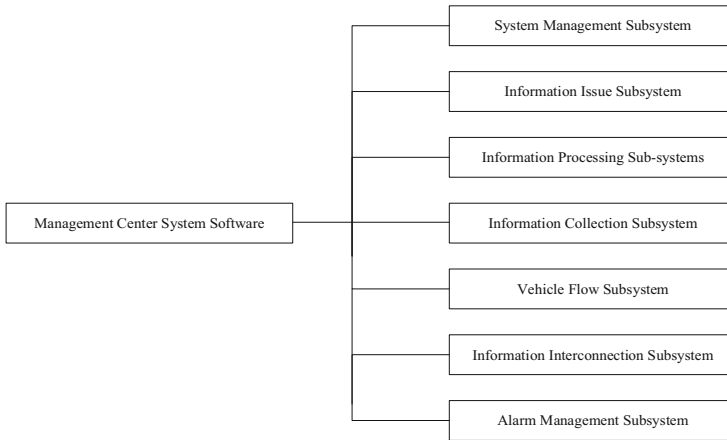 System Management Subsystem
Information Issue Subsystem
Information Processing Sub-systems
Management Center System Software
Information Collection Subsystem
Vehicle Flow Subsystem
Information Interconnection Subsystem
Alarm Management Subsystem